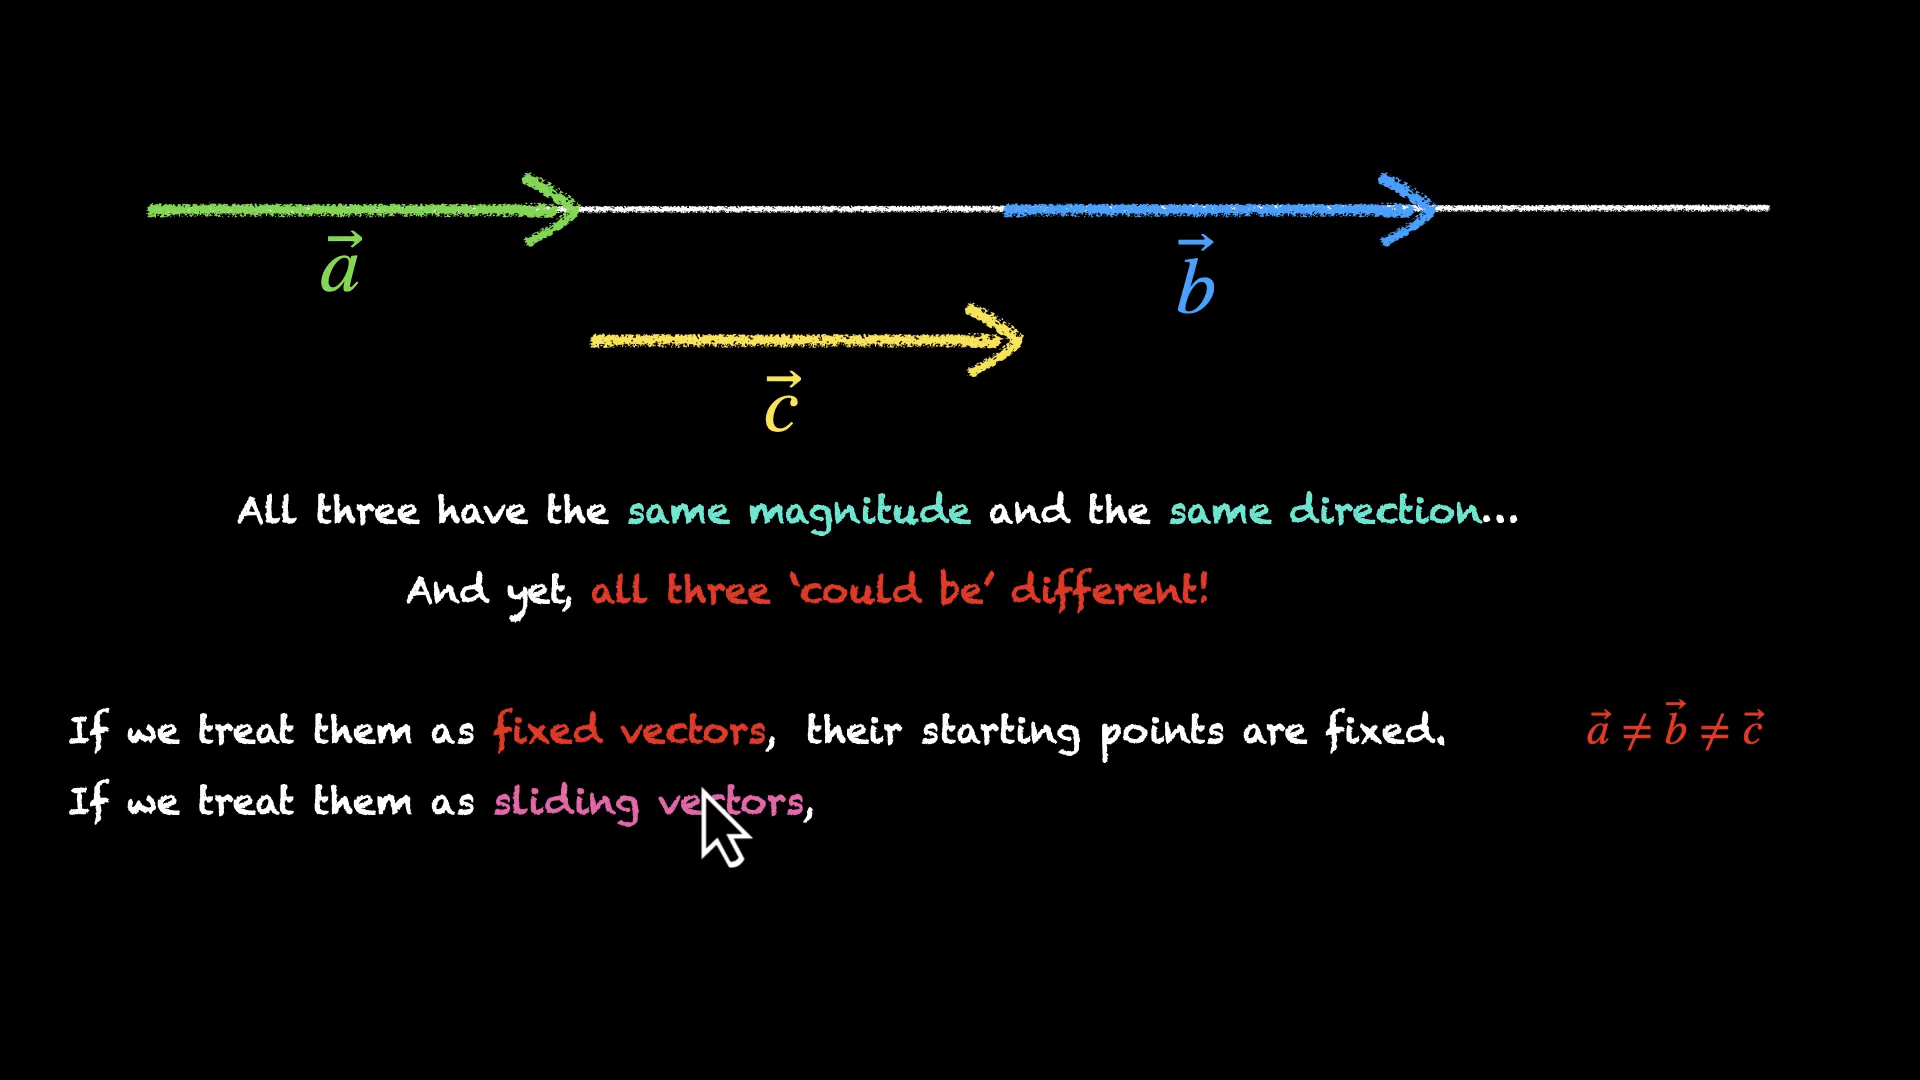 a⃗
b⃗
c⃗
All three have the same magnitude and the same direction...
And yet, all three ‘could be’ different!
If we treat them as fixed vectors, their starting points are fixed. a⃗ ≠ b⃗ ≠ c⃗
If we treat them as sliding vectors,